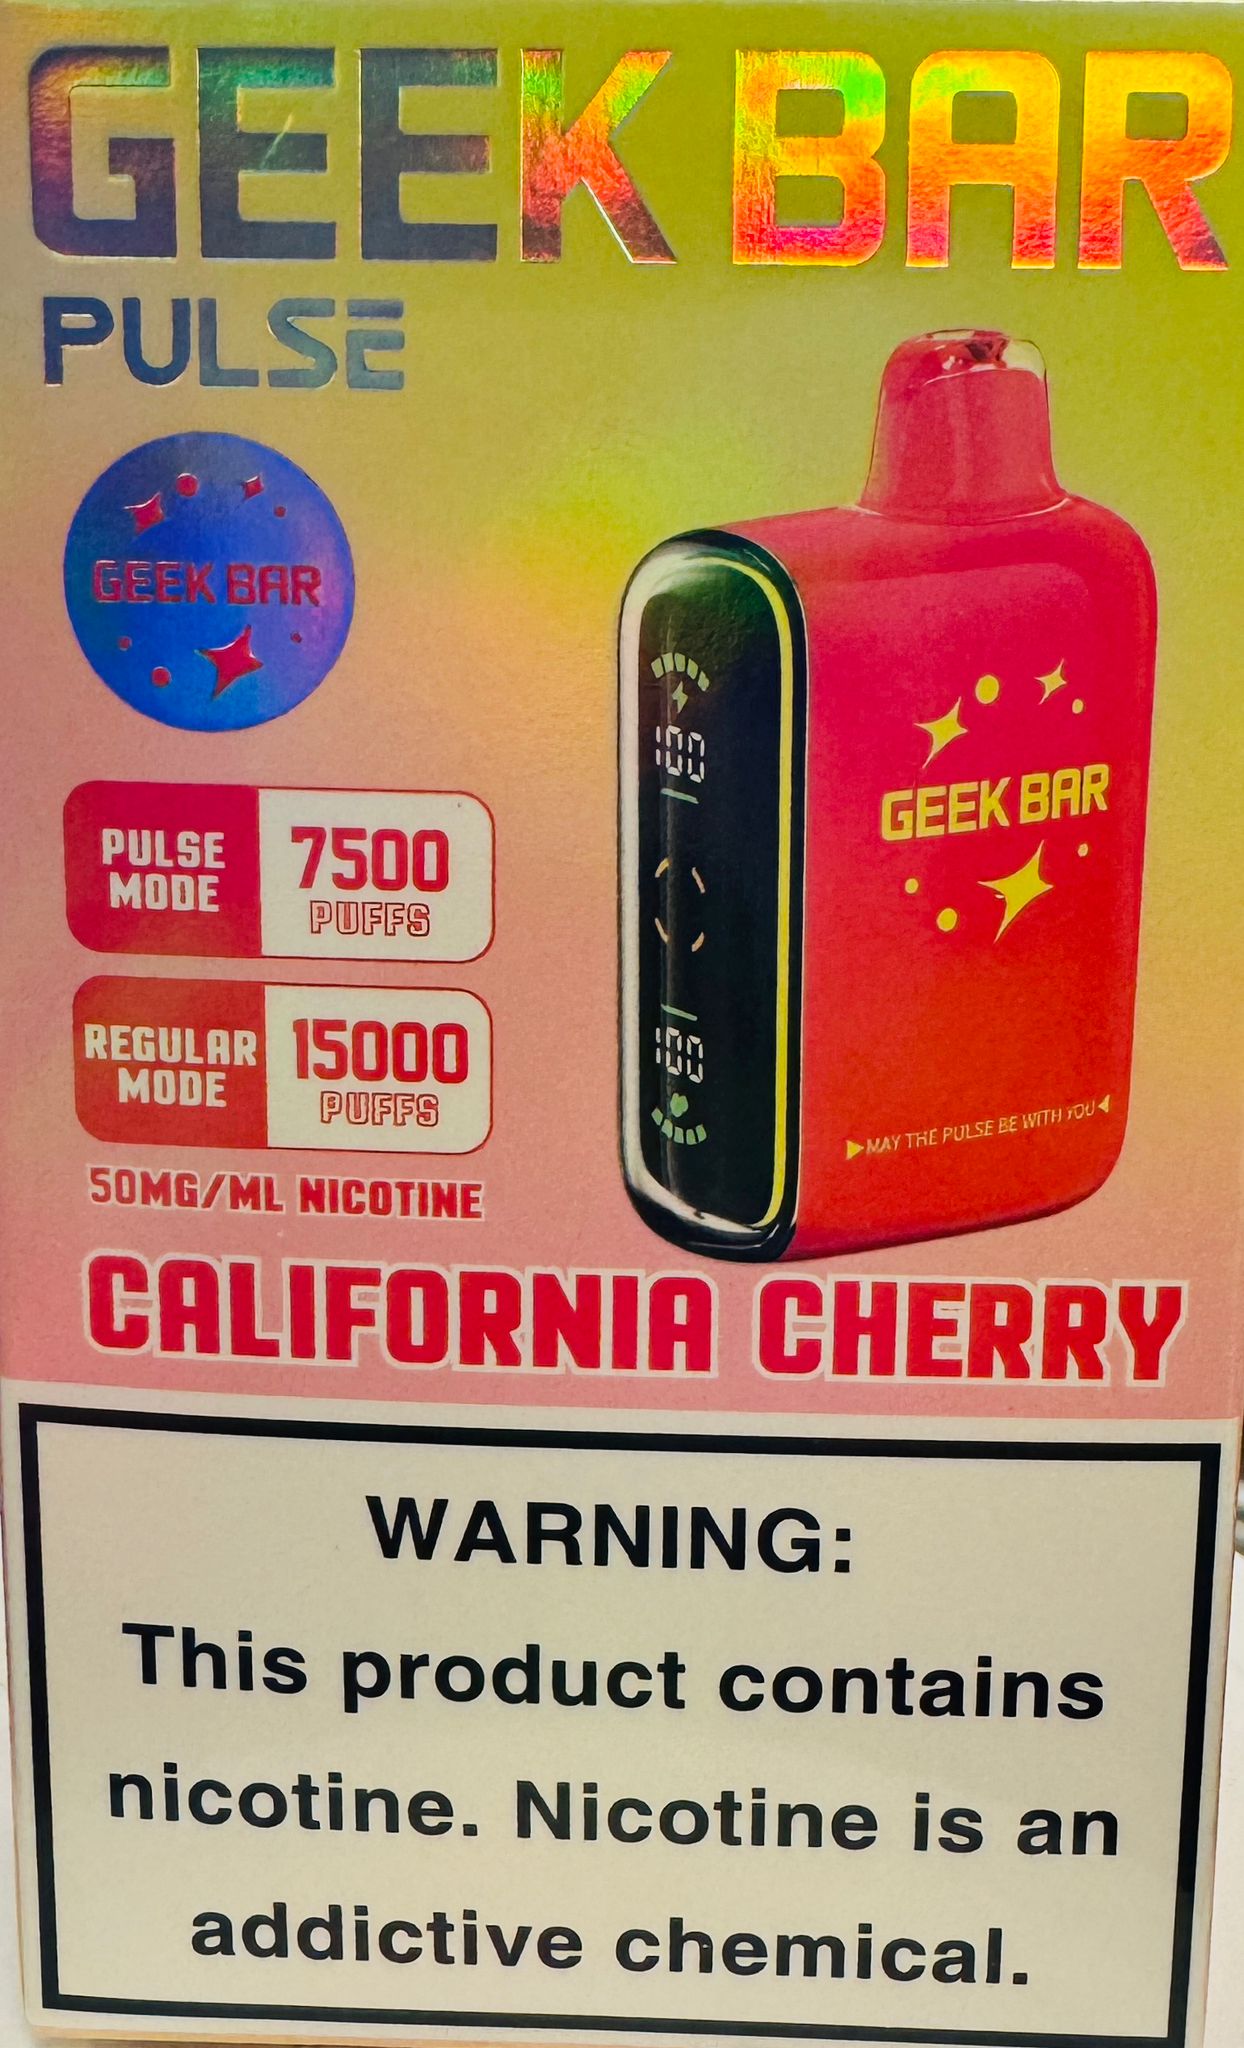 GEEK BAR
PULSE
GEEK BAR
PULSE
MODE
7500
PUFFS
REGULAR
MODE
15000
PUFFS
50MG/ML NICOTINE
100
100
GEEK BAR
MAY THE PULSE BE WITH YOU
CALIFORNIA CHERRY
WARNING:
This product contains
nicotine. Nicotine is an
addictive chemical.